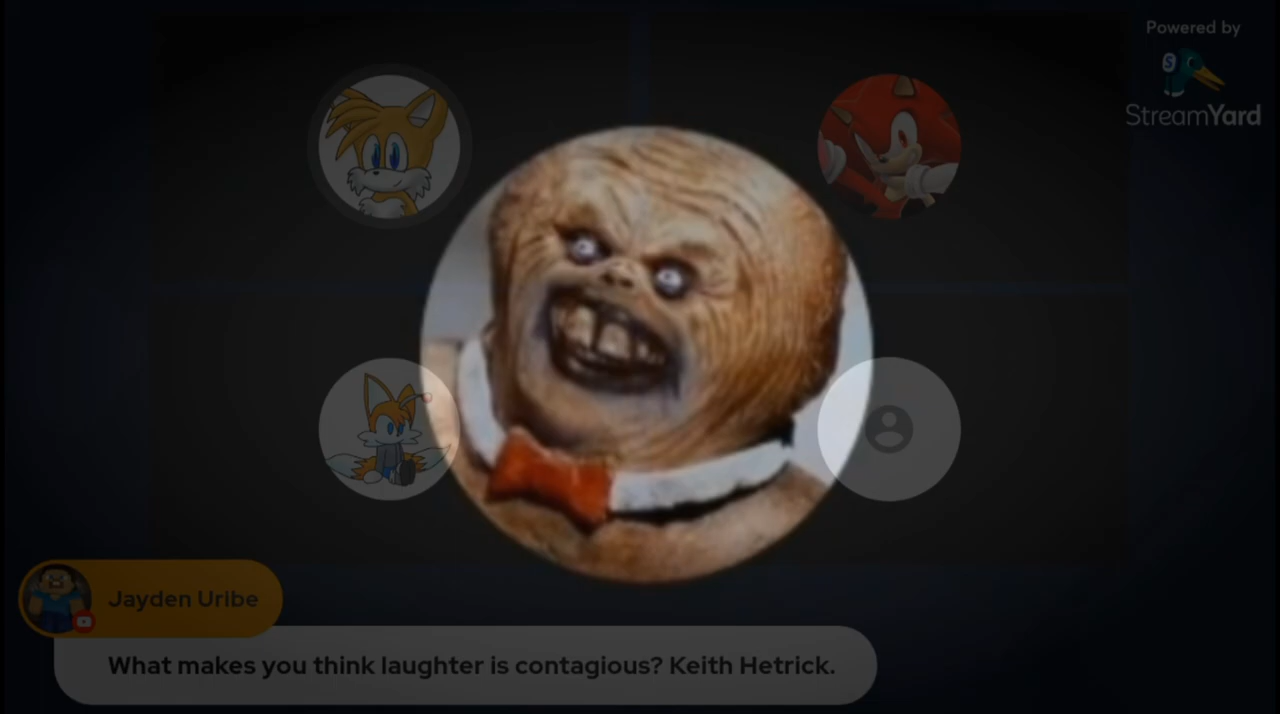 Powered by
StreamYard
Jayden Uribe
What makes you think laughter is contagious? Keith Hetrick.